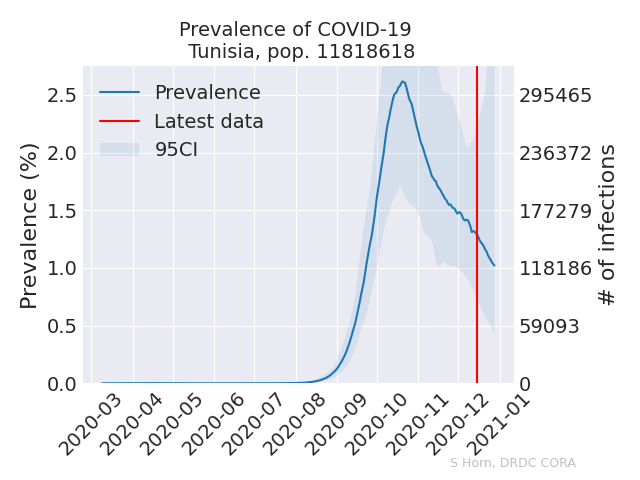 Prevalence of COVID-19
Tunisia, pop. 11818618
Prevalence
Latest data
95CI
Prevalence (%)
2.5
2.0
1.5
1.0
0.5
0.0
295465
236372
177279
118186
59093
0
# of infections
2020-03
2020-04
2020-05
2020-06
2020-07
2020-08
2020-09
2020-10
2020-11
2020-12
2021-01
S Horn, DRDC CORA